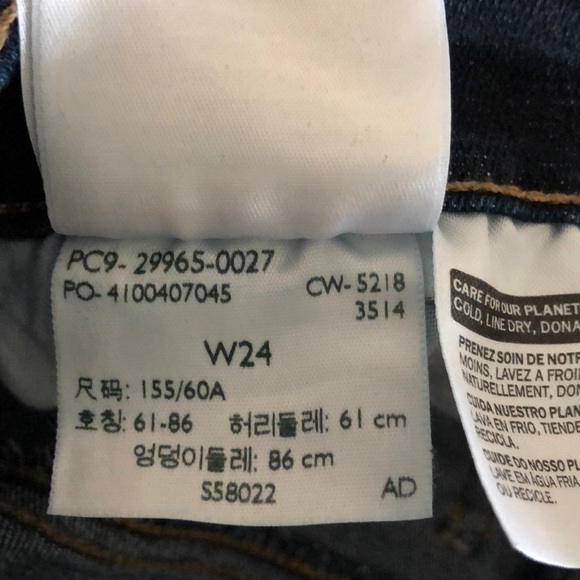 PC9-29965-0027
PO-4100407045
CW-5218
3514
W24
尺码: 155/60A
호칭: 61-86 허리둘레: 61 cm
엉덩이둘레: 86 cm
S58022 AD
CARE FOR OUR PLANET
COLD, LINE DRY, DONA
PRENEZ SOIN DE NOTR
MOINS, LAVEZ A FROI
NATURELLEMENT, DON
CUIDA NUESTRO PLAN
LAVA EN FRIO, TIENDE
RECICLA.
CUIDE DO NOSSO PL
LAVE EM ÁGUA FRIA
OU RECICLE.